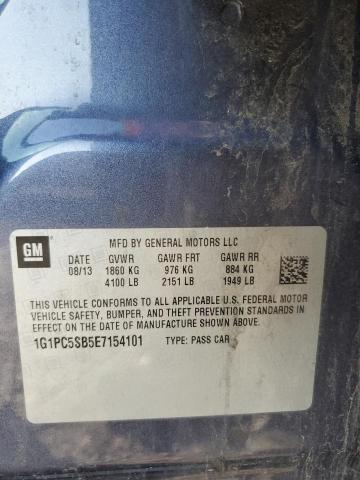 GM
MFD BY GENERAL MOTORS LLC
DATE GVWR GAWR FRT GAWR RR
08/13 1860 KG 976 KG 884 KG
4100 LB 2151 LB 1949 LB
THIS VEHICLE CONFORMS TO ALL APPLICABLE U.S. FEDERAL MOTOR
VEHICLE SAFETY, BUMPER, AND THEFT PREVENTION STANDARDS
IN EFFECT ON THE DATE OF MANUFACTURE SHOWN ABOVE.
1G1PC5SB5E7154101 TYPE: PASS CAR